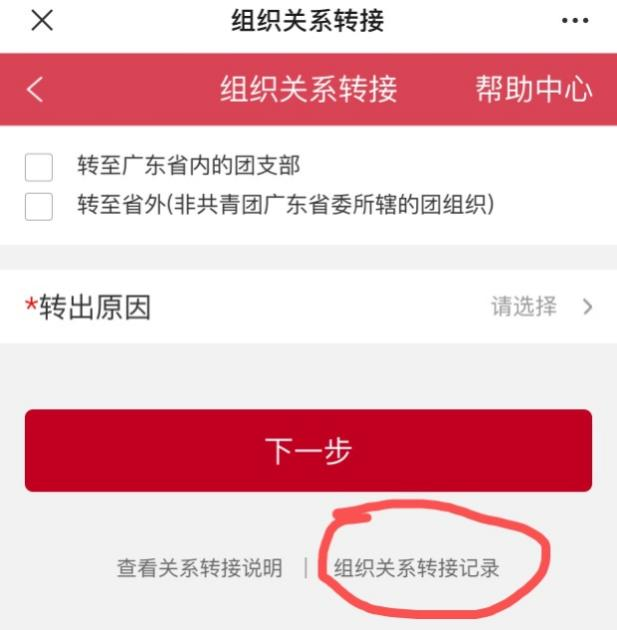 组织关系转接
组织关系转接 帮助中心
转至广东省内的团支部
转至省外(非共青团广东省委所辖的团组织)
*转出原因 请选择
下一步
查看关系转接说明 | 组织关系转接记录